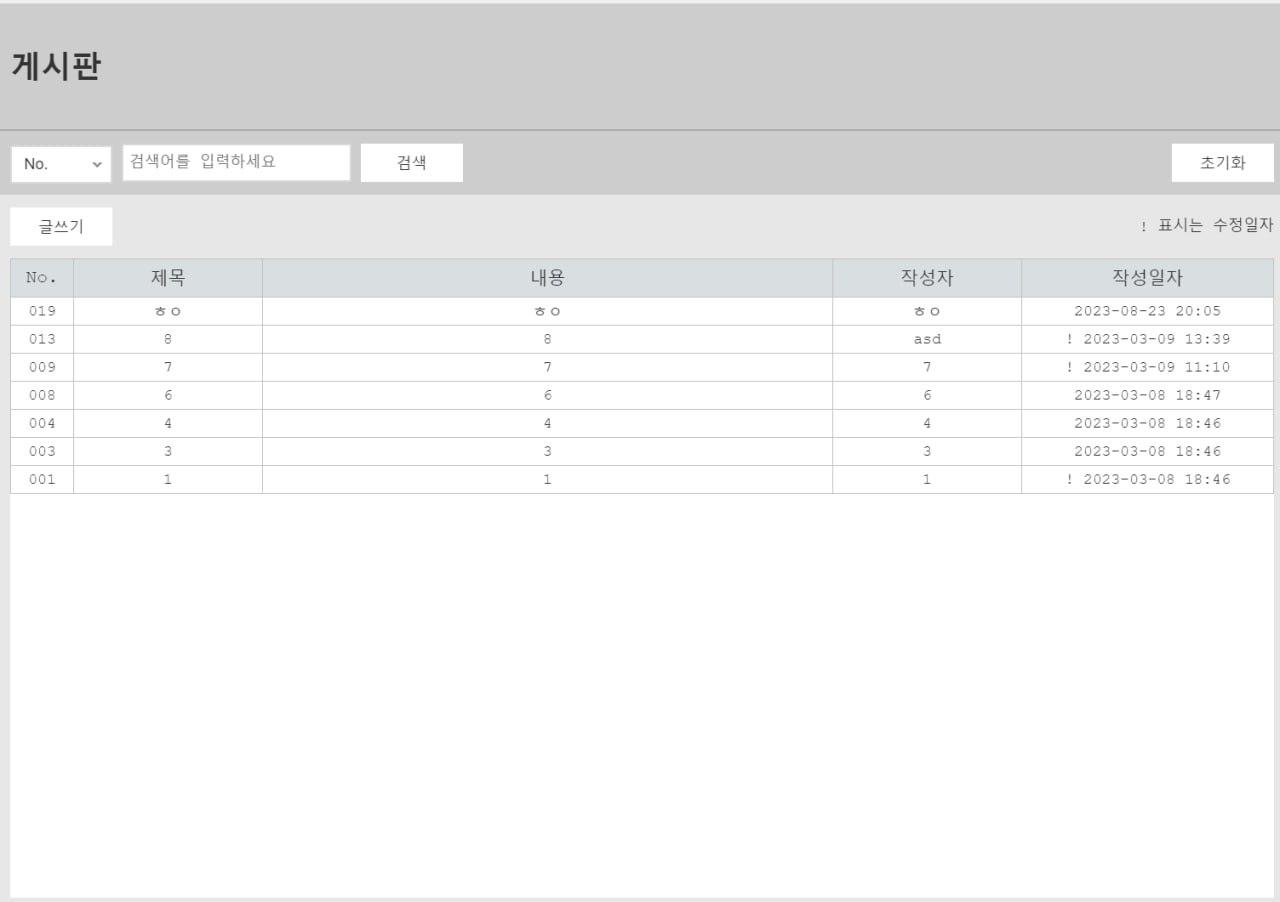 게시판
No. 검색어를 입력하세요 검색 초기화
글쓰기 ! 표시는 수정일자
No. 제목 내용 작성자 작성일자
019 ㅎㅇ ㅎㅇ ㅎㅇ 2023-08-23 20:05
013 8 8 asd ! 2023-03-09 13:39
009 7 7 7 ! 2023-03-09 11:10
008 6 6 6 2023-03-08 18:47
004 4 4 4 2023-03-08 18:46
003 3 3 3 2023-03-08 18:46
001 1 1 1 ! 2023-03-08 18:46